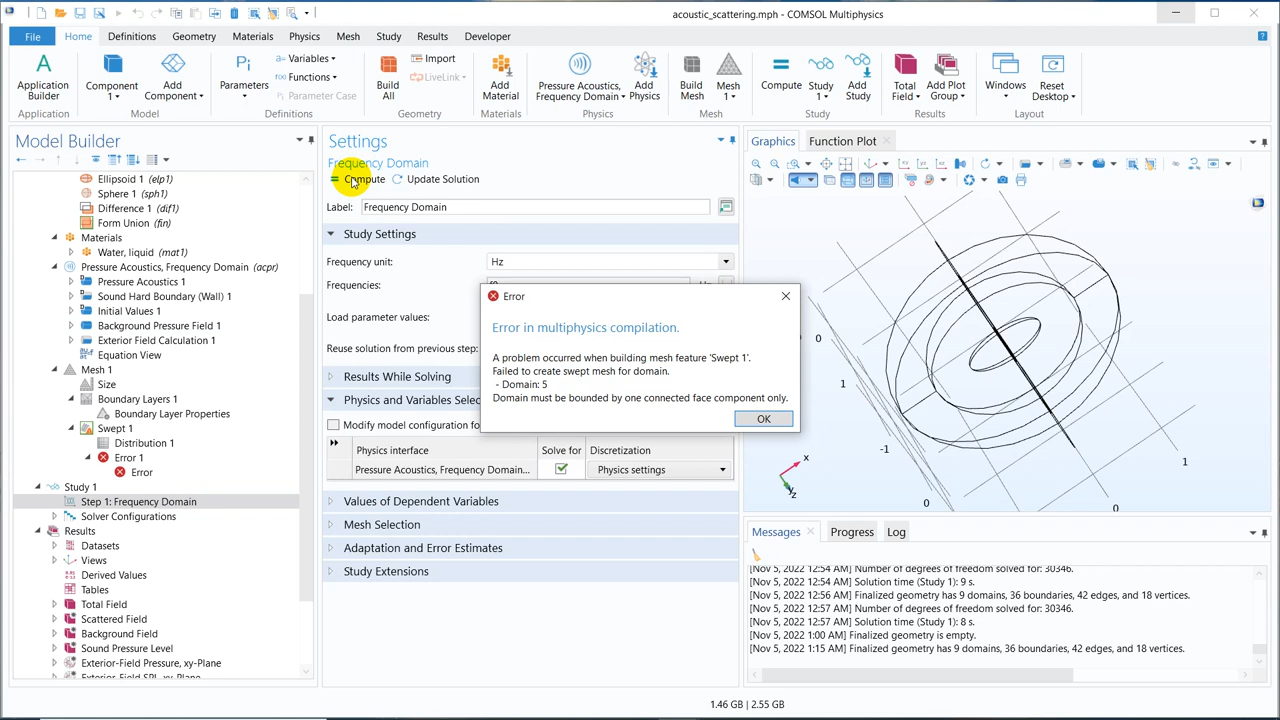 acoustic_scattering.mph - COMSOL Multiphysics
File Home Definitions Geometry Materials Physics Mesh Study Results Developer
Application Builder
Component 1
Add Component
Parameters
Variables
Functions
Parameter Case
Build All
Import
LiveLink
Add Material
Pressure Acoustics, Frequency Domain
Add Physics
Build Mesh
Mesh 1
Compute
Study 1
Add Study
Total Field
Add Plot Group
Windows
Reset Desktop
Application Model Definitions Geometry Materials Physics Mesh Study Results Layout
Model Builder
Ellipsoid 1 (elp1)
Sphere 1 (sph1)
Difference 1 (dif1)
Form Union (fin)
Materials
Water, liquid (mat1)
Pressure Acoustics, Frequency Domain (acpr)
Pressure Acoustics 1
Sound Hard Boundary (Wall) 1
Initial Values 1
Background Pressure Field 1
Exterior Field Calculation 1
Equation View
Mesh 1
Size
Boundary Layers 1
Boundary Layer Properties
Swept 1
Distribution 1
Error 1
Error
Study 1
Step 1: Frequency Domain
Solver Configurations
Results
Datasets
Views
Derived Values
Tables
Total Field
Scattered Field
Background Field
Sound Pressure Level
Exterior-Field Pressure, xy-Plane
Exterior-Field SPL, xy-Plane
Settings
Frequency Domain
Compute Update Solution
Label: Frequency Domain
Study Settings
Frequency unit: Hz
Frequencies: f0 Hz
Load parameter values:
Reuse solution from previous step:
Results While Solving
Physics and Variables Selec
Modify model configuration fo
Physics interface Solve for Discretization
Pressure Acoustics, Frequency Domain... Physics settings
Values of Dependent Variables
Mesh Selection
Adaptation and Error Estimates
Study Extensions
Error
Error in multiphysics compilation.
A problem occurred when building mesh feature 'Swept 1'.
Failed to create swept mesh for domain.
- Domain: 5
Domain must be bounded by one connected face component only.
OK
Graphics Function Plot
0
1
-1
0
0
1
x
y
z
Messages Progress Log
[Nov 5, 2022 12:54 AM] Number of degrees of freedom solved for: 30346.
[Nov 5, 2022 12:54 AM] Solution time (Study 1): 9 s.
[Nov 5, 2022 12:56 AM] Finalized geometry has 9 domains, 36 boundaries, 42 edges, and 18 vertices.
[Nov 5, 2022 12:57 AM] Number of degrees of freedom solved for: 30346.
[Nov 5, 2022 12:57 AM] Solution time (Study 1): 8 s.
[Nov 5, 2022 1:00 AM] Finalized geometry is empty.
[Nov 5, 2022 1:15 AM] Finalized geometry has 9 domains, 36 boundaries, 42 edges, and 18 vertices.
1.46 GB | 2.55 GB